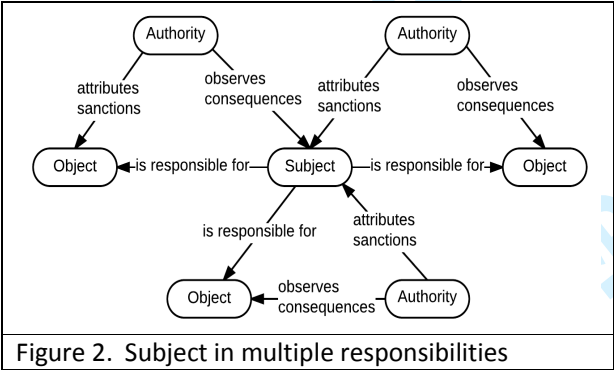 Authority
Authority
attributes
sanctions
observes
consequences
attributes
sanctions
observes
consequences
Object
is responsible for
Subject
is responsible for
Object
is responsible for
attributes
sanctions
Object
observes
consequences
Authority
Figure 2. Subject in multiple responsibilities